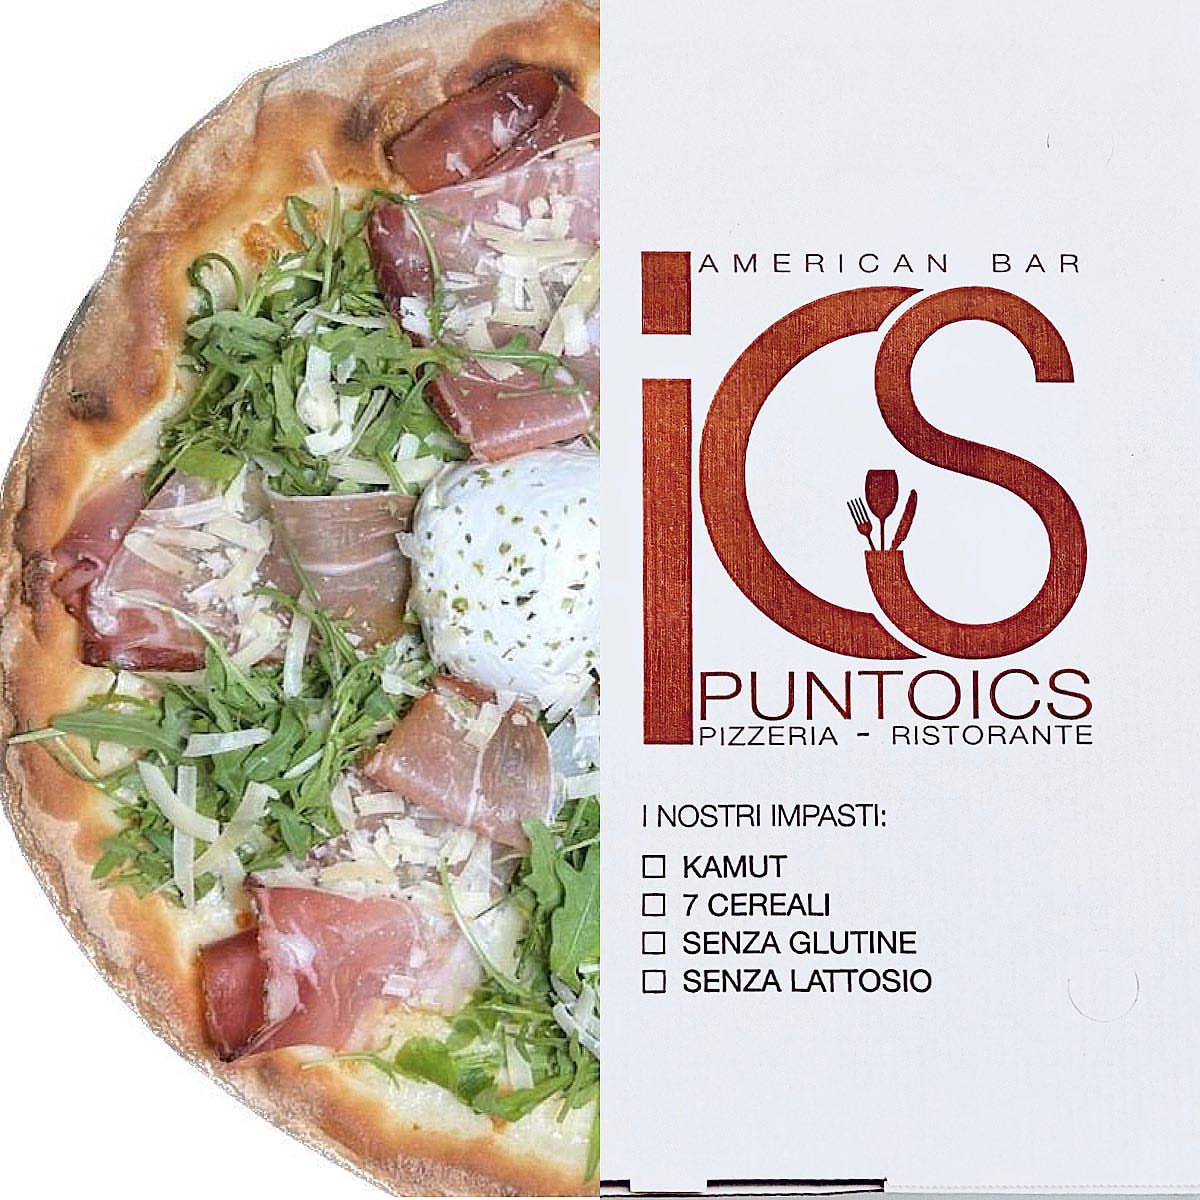 AMERICAN BAR
iCS
PUNTOICS
PIZZERIA - RISTORANTE
I NOSTRI IMPASTI:
KAMUT
7 CEREALI
SENZA GLUTINE
SENZA LATTOSIO